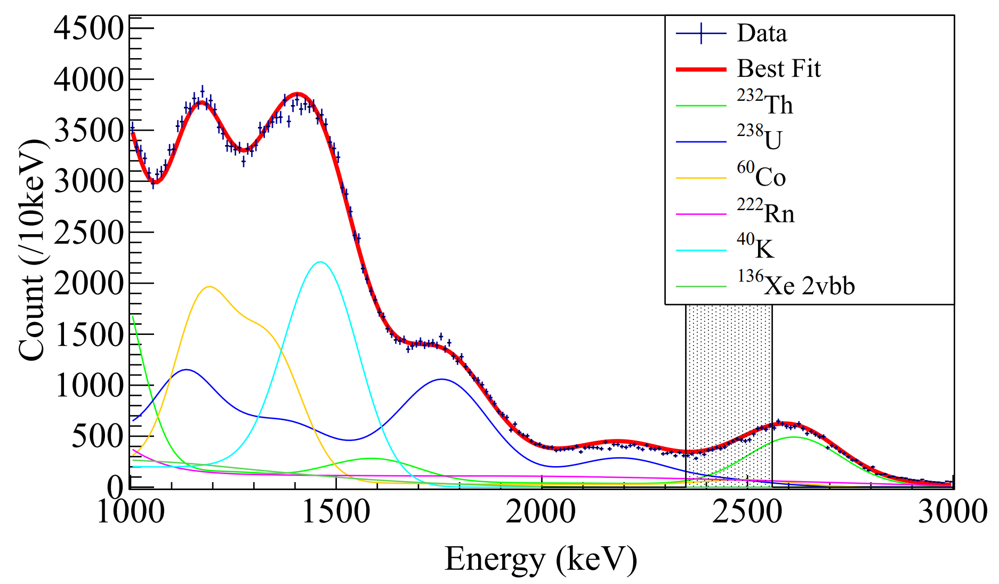 4500
4000
3500
3000
2500
2000
1500
1000
500
0
Count (/10keV)
1000 1500 2000 2500 3000
Energy (keV)
Data
Best Fit
²³²Th
²³⁸U
⁶⁰Co
²²²Rn
⁴⁰K
¹³⁶Xe 2vbb